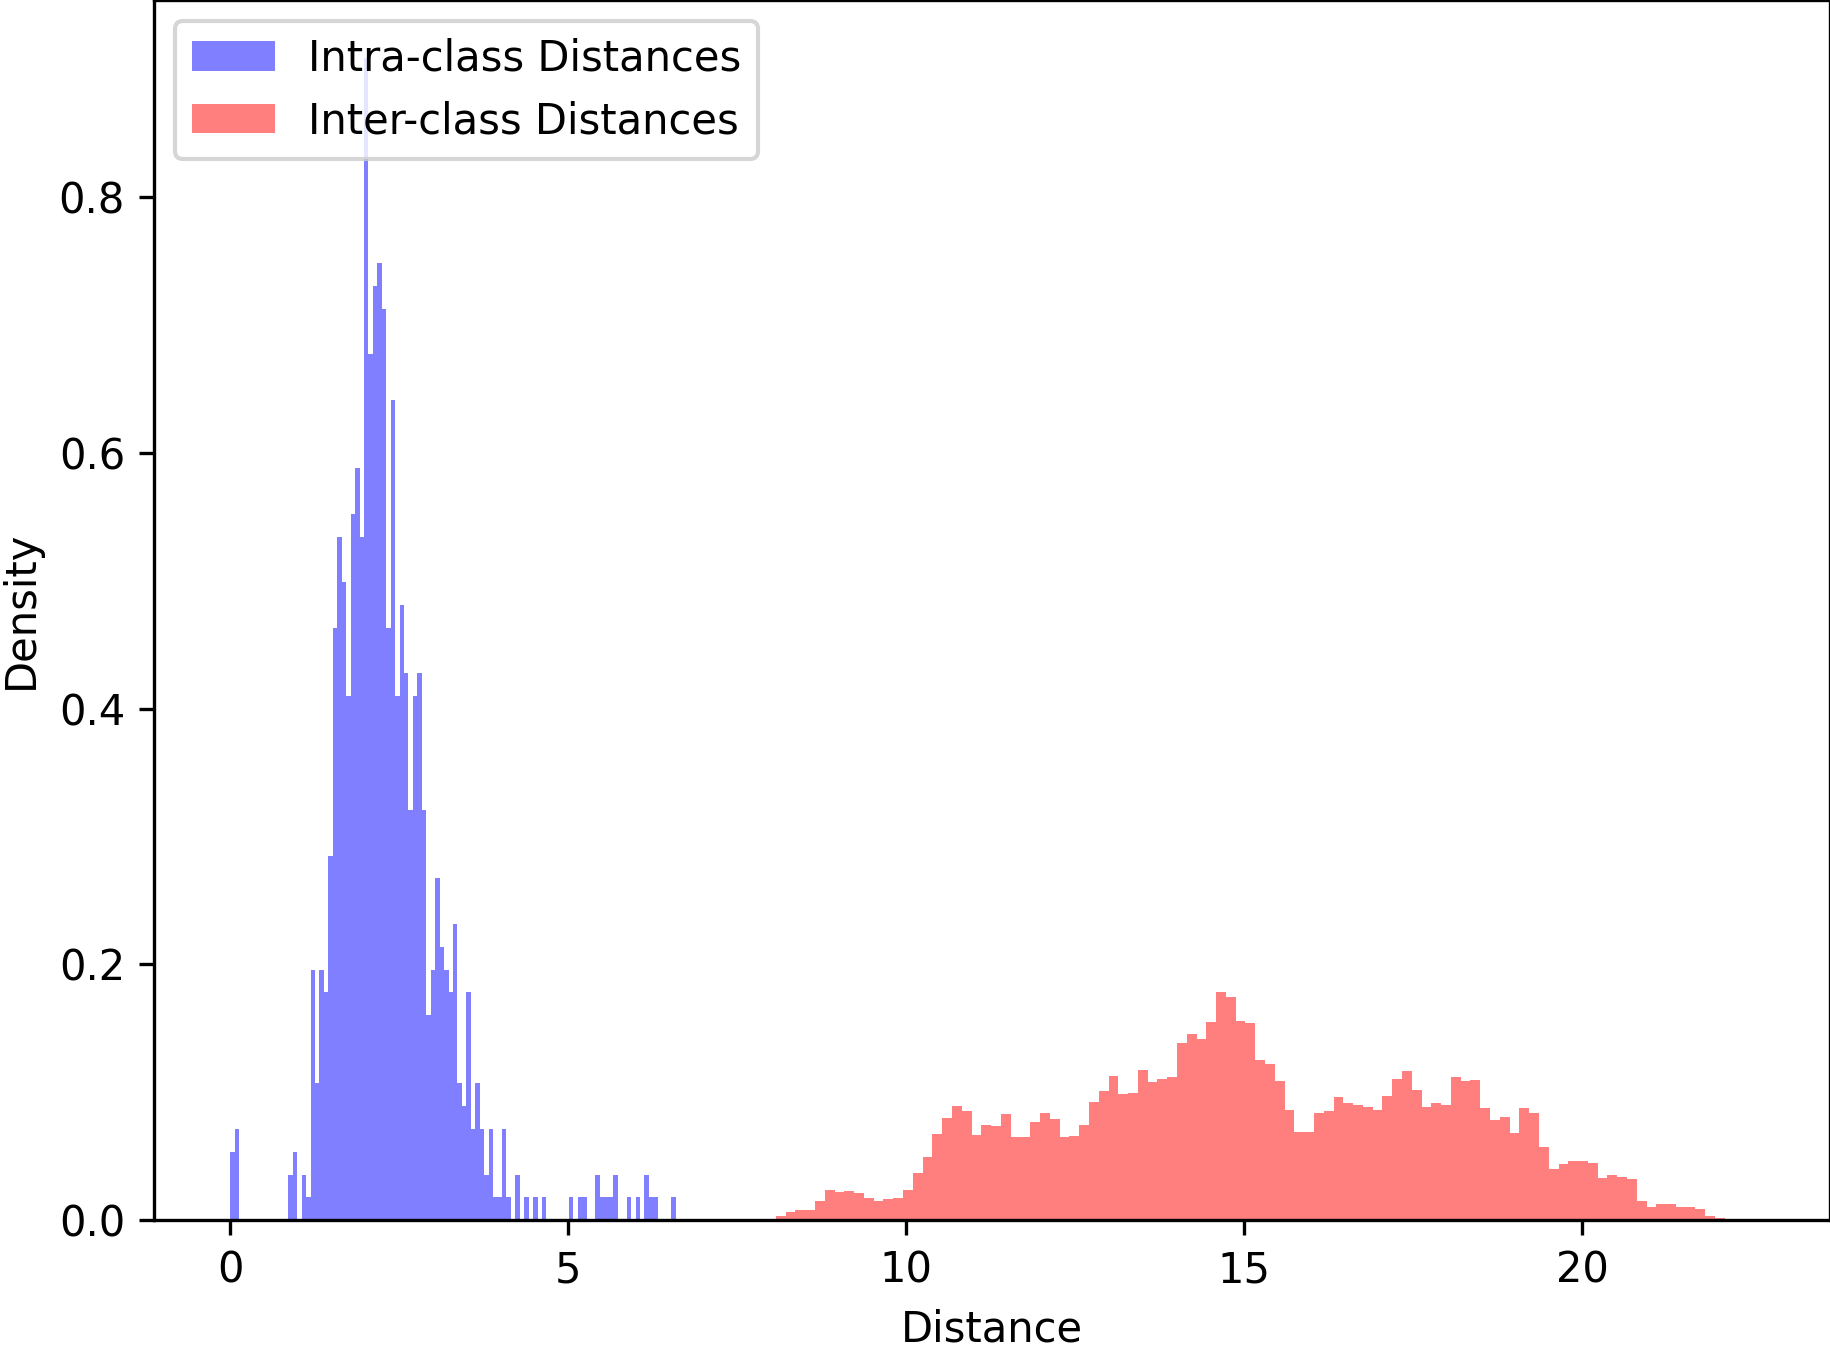 Intra-class Distances
Inter-class Distances
0.8
0.6
0.4
0.2
0.0
Density
0 5 10 15 20
Distance